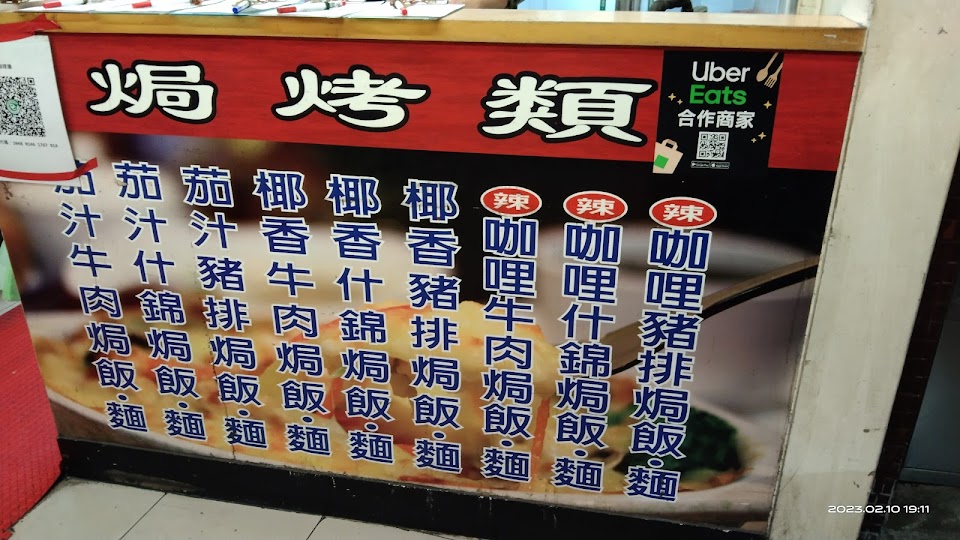 焗烤類
Uber
Eats
合作商家
辣
咖哩豬排焗飯·麵
辣
咖哩什錦焗飯·麵
辣
咖哩牛肉焗飯·麵
椰香豬排焗飯·麵
椰香什錦焗飯·麵
椰香牛肉焗飯·麵
茄汁豬排焗飯·麵
茄汁什錦焗飯·麵
茄汁牛肉焗飯·麵
2023.02.10 19:11